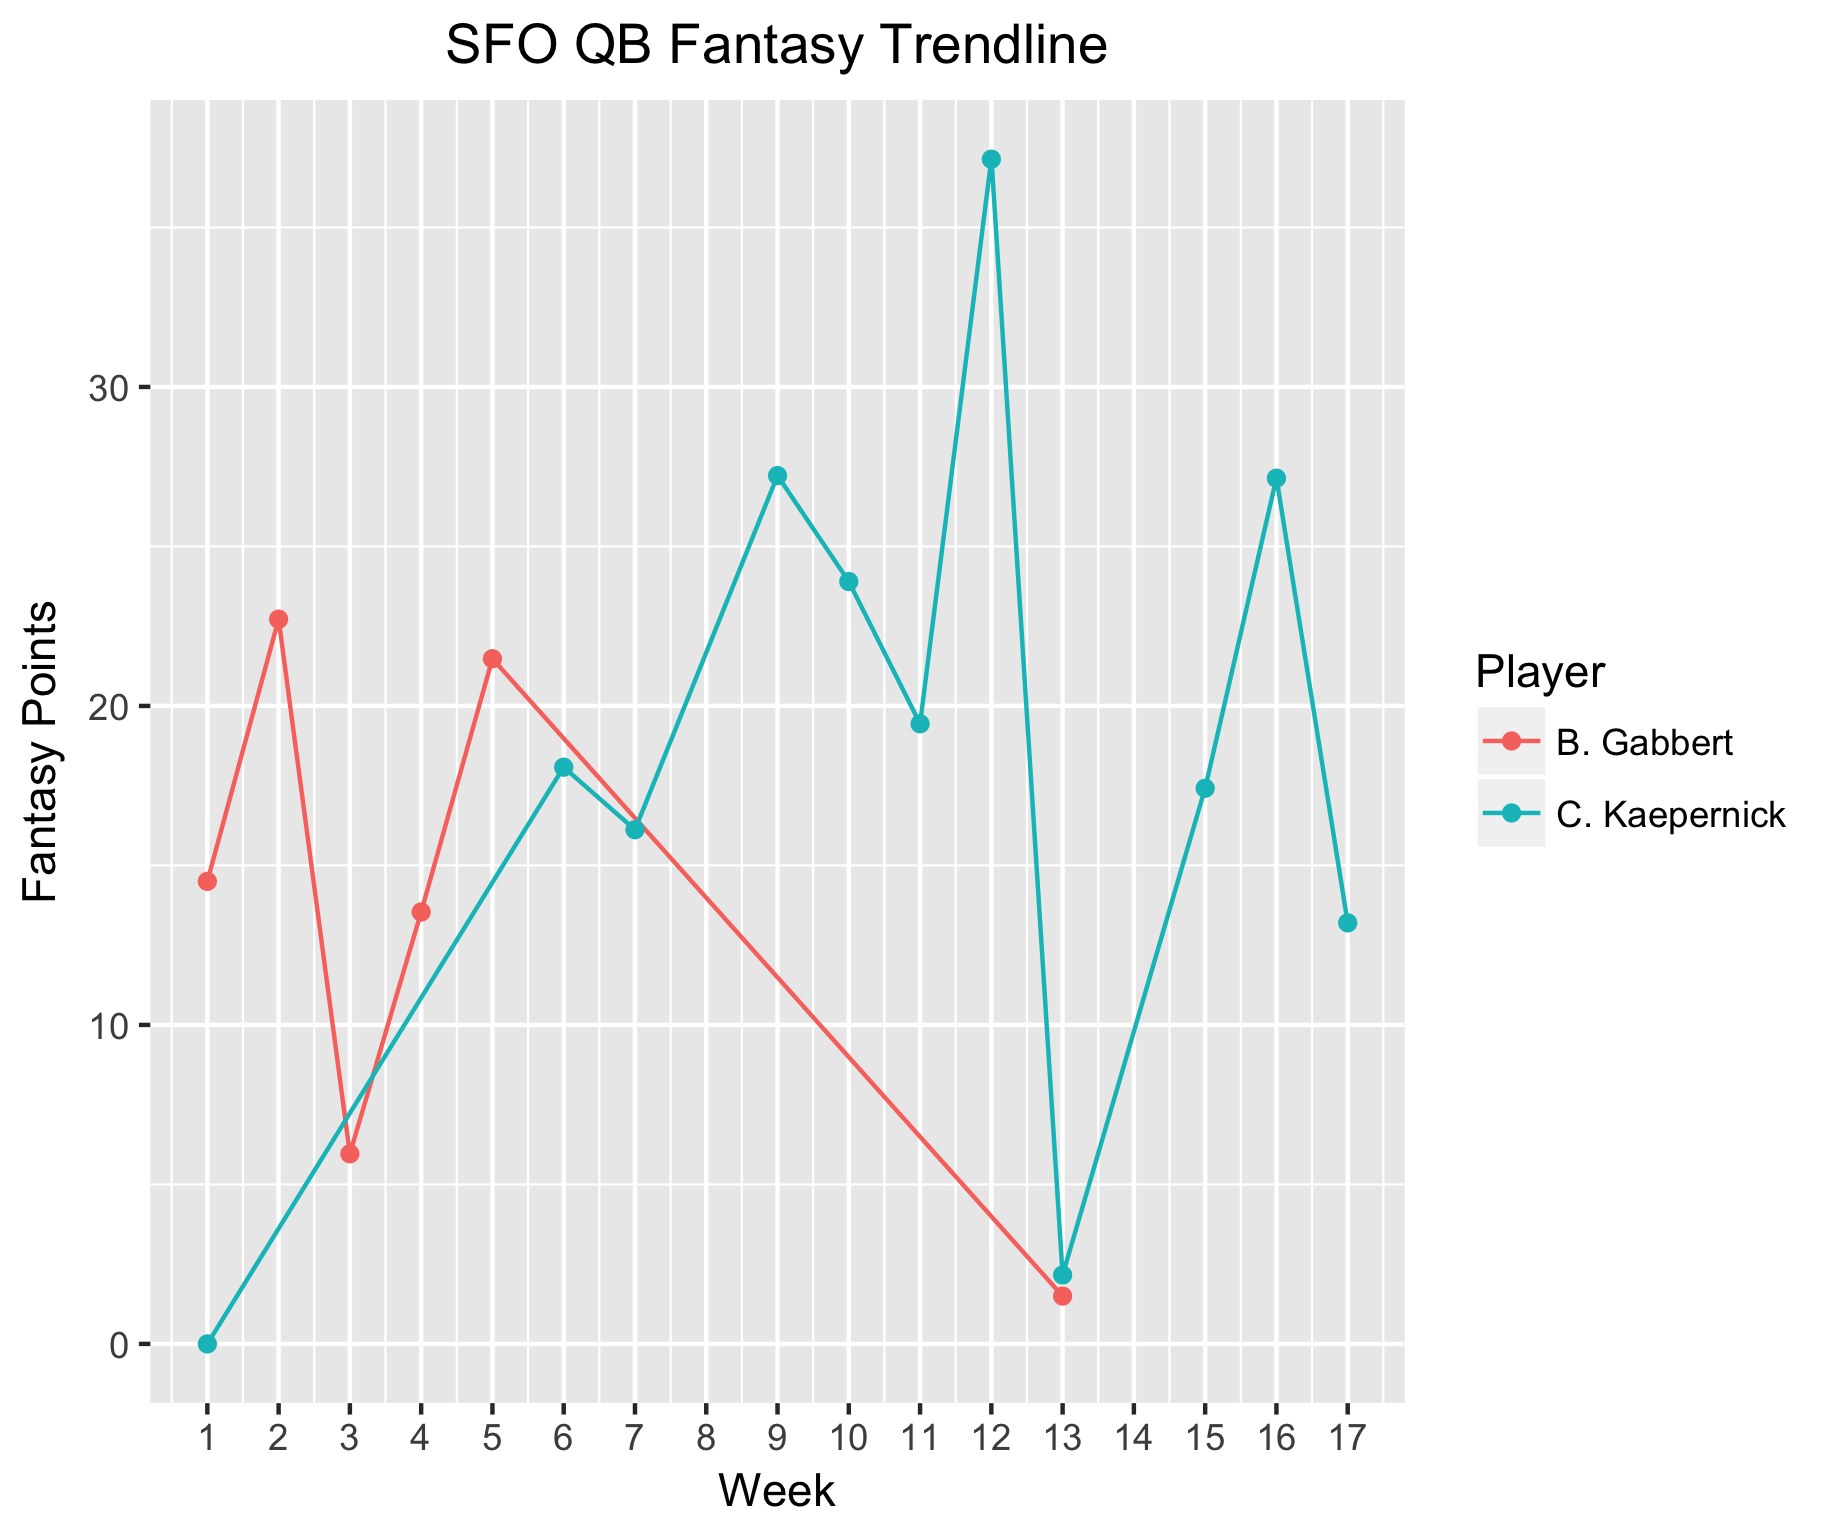 SFO QB Fantasy Trendline
Fantasy Points
30
20
10
0
1 2 3 4 5 6 7 8 9 10 11 12 13 14 15 16 17
Week
Player
B. Gabbert
C. Kaepernick